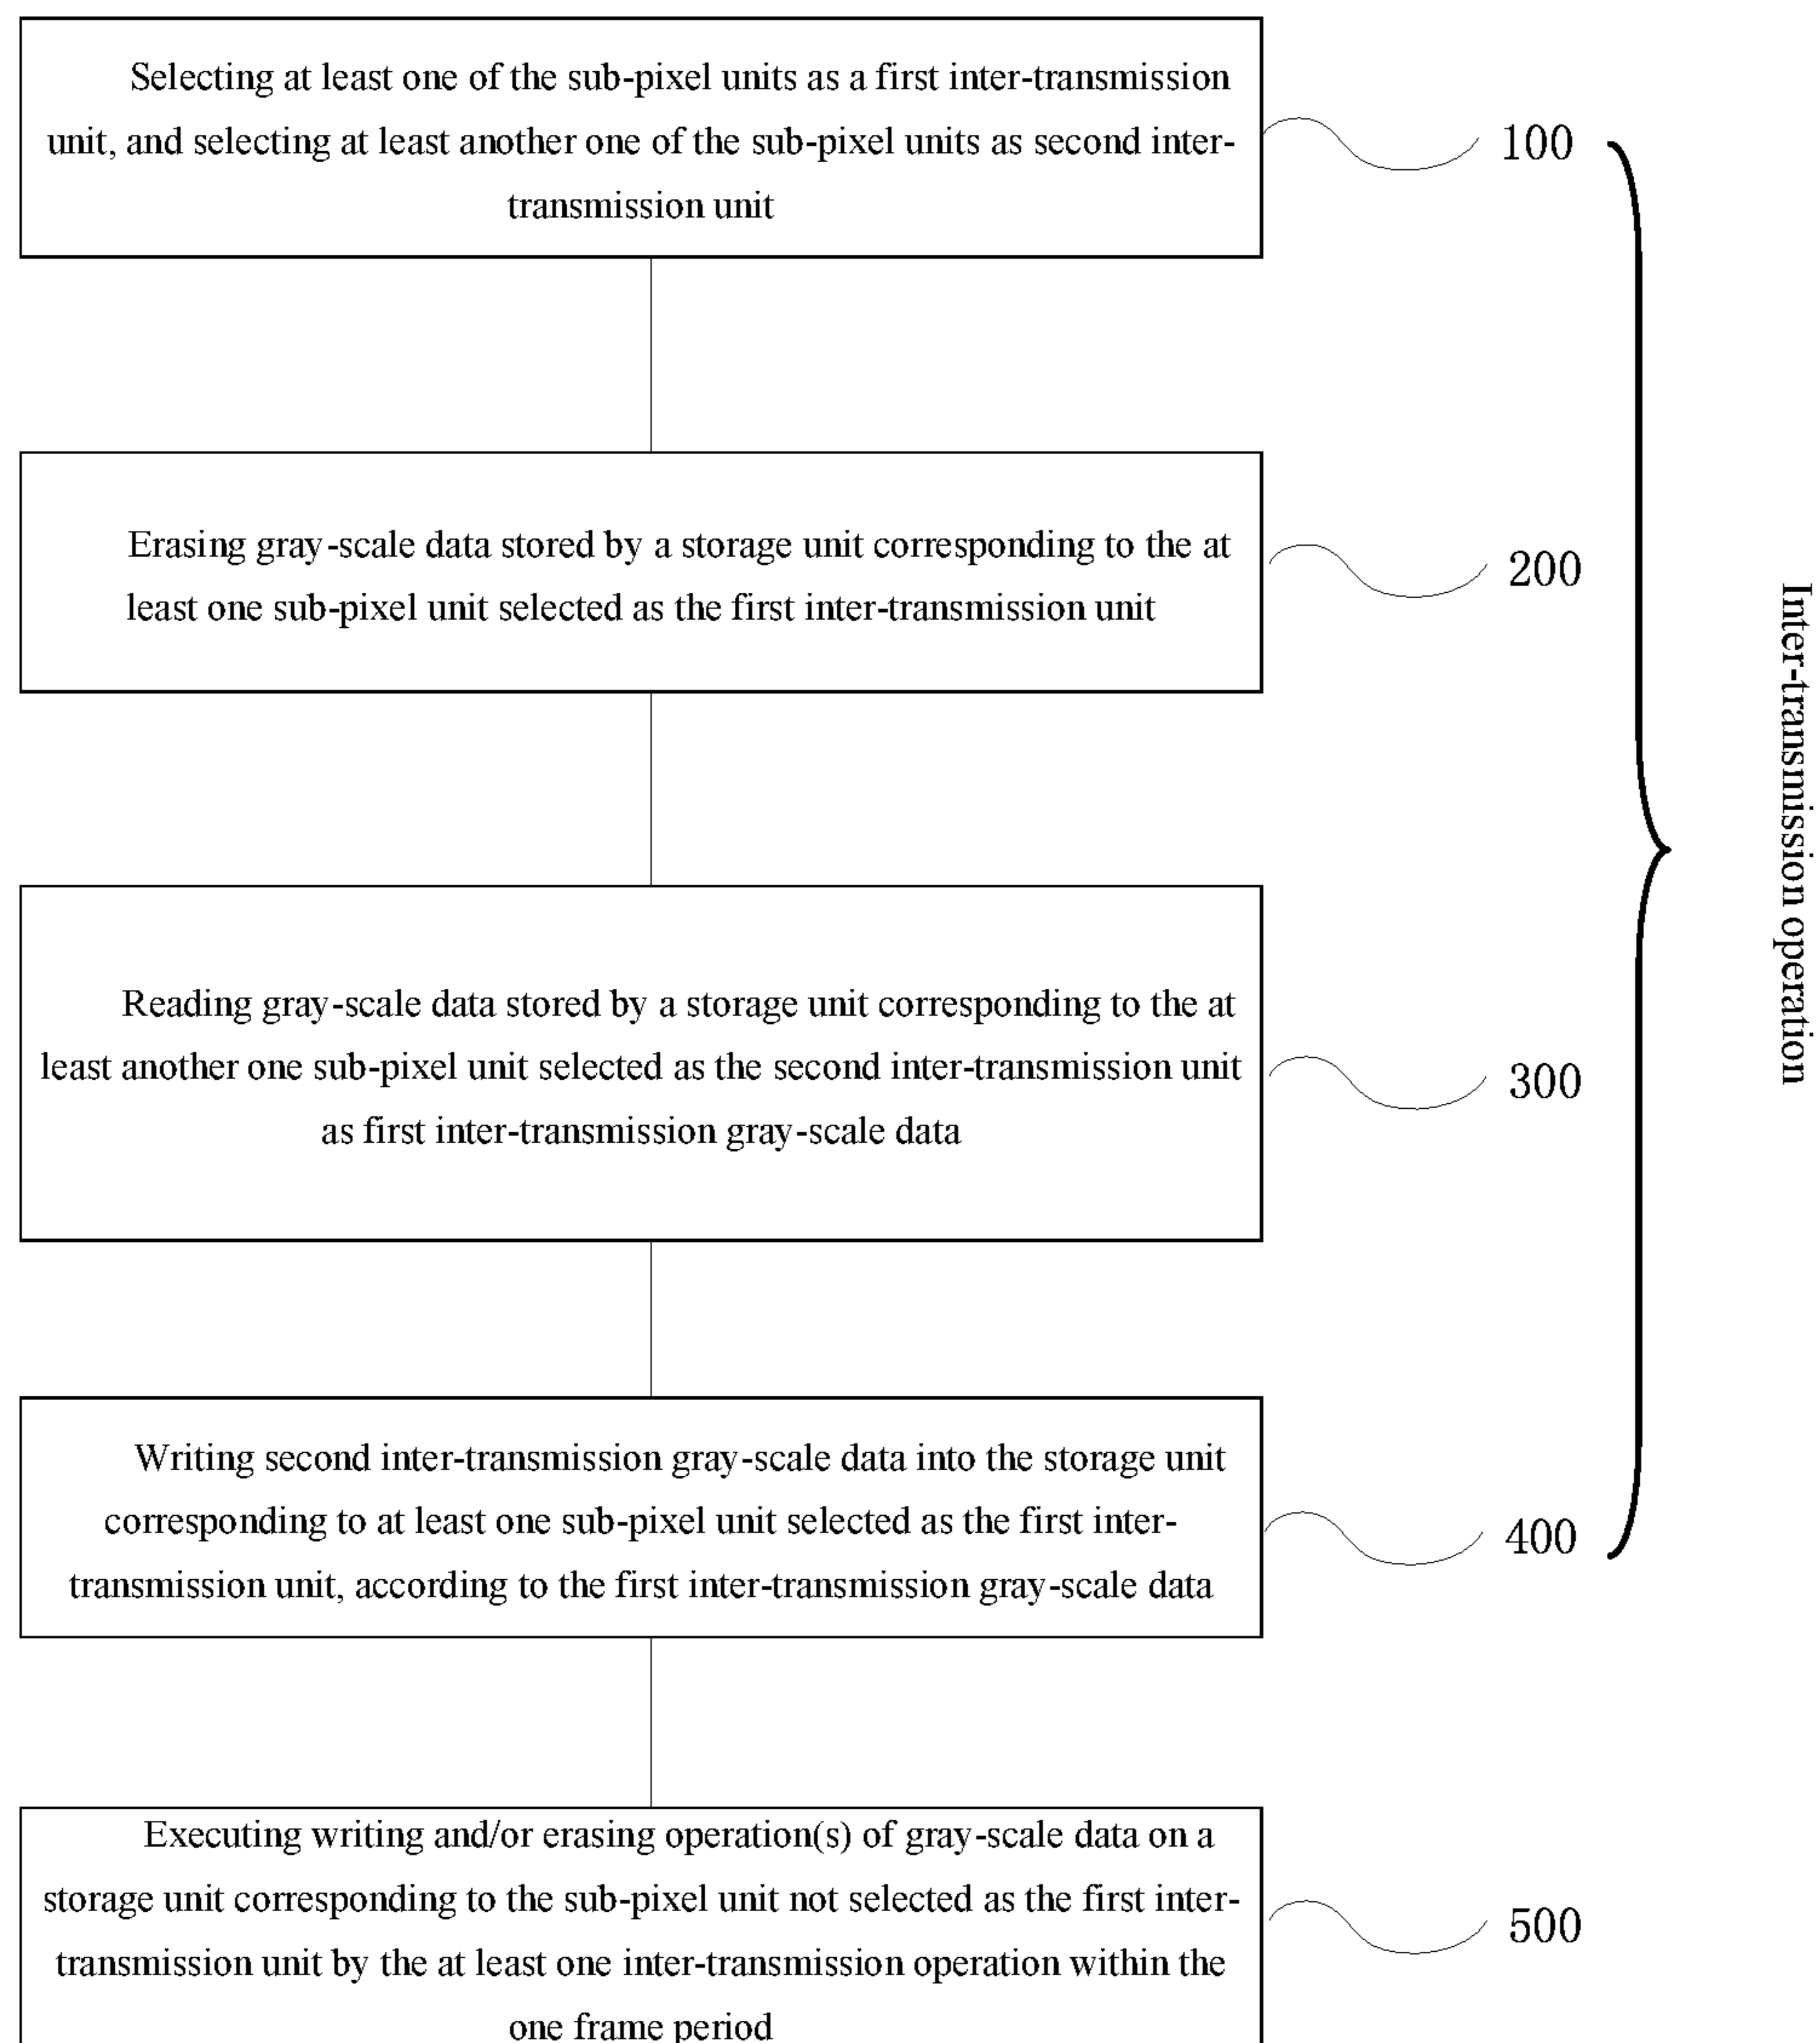 Selecting at least one of the sub-pixel units as a first inter-transmission
unit, and selecting at least another one of the sub-pixel units as second inter-
transmission unit
100
Erasing gray-scale data stored by a storage unit corresponding to the at
least one sub-pixel unit selected as the first inter-transmission unit
200
Reading gray-scale data stored by a storage unit corresponding to the at
least another one sub-pixel unit selected as the second inter-transmission unit
as first inter-transmission gray-scale data
300
Writing second inter-transmission gray-scale data into the storage unit
corresponding to at least one sub-pixel unit selected as the first inter-
transmission unit, according to the first inter-transmission gray-scale data
400
Executing writing and/or erasing operation(s) of gray-scale data on a
storage unit corresponding to the sub-pixel unit not selected as the first inter-
transmission unit by the at least one inter-transmission operation within the
one frame period
500
Inter-transmission operation